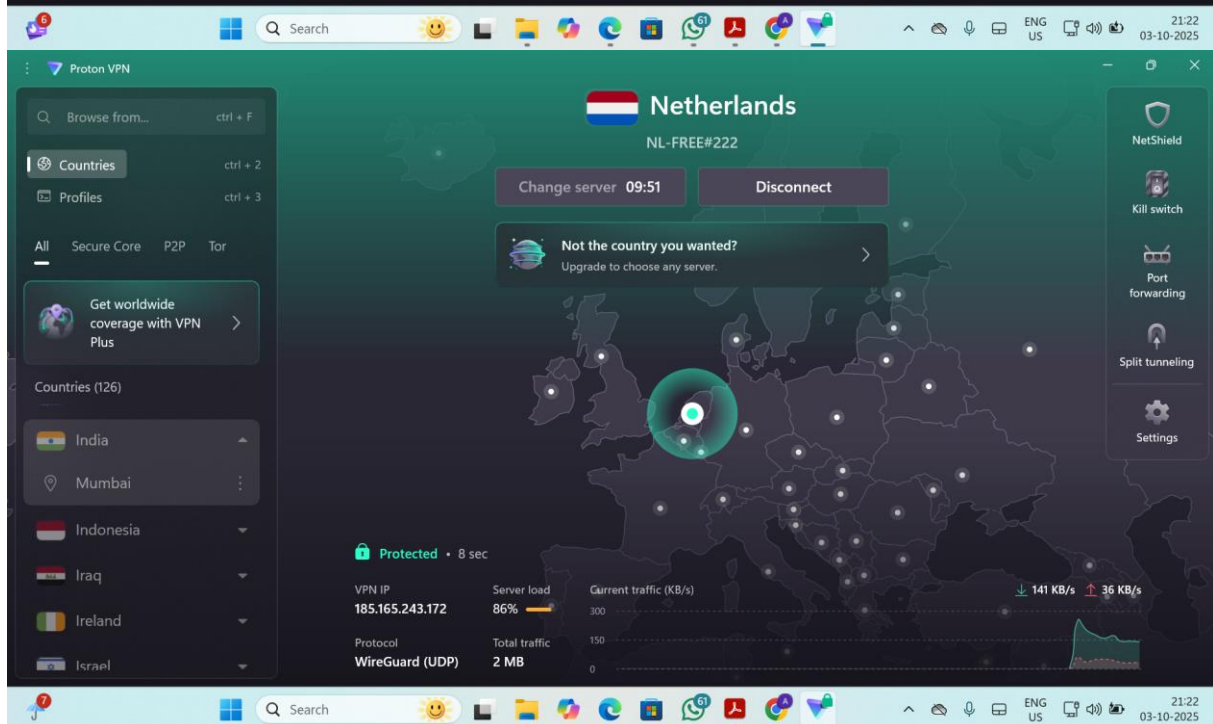 6
Search
61
ENG
US
21:22
03-10-2025
Proton VPN
Browse from... ctrl + F
Countries ctrl + 2
Profiles ctrl + 3
All Secure Core P2P Tor
Get worldwide
coverage with VPN
Plus
Countries (126)
India
Mumbai
Indonesia
Iraq
Ireland
Israel
Netherlands
NL-FREE#222
Change server 09:51
Disconnect
Not the country you wanted?
Upgrade to choose any server.
Protected • 8 sec
VPN IP
185.165.243.172
Server load
86%
Protocol
WireGuard (UDP)
Total traffic
2 MB
Current traffic (KB/s)
141 KB/s 36 KB/s
300
150
0
NetShield
Kill switch
Port
forwarding
Split tunneling
Settings
7
Search
61
ENG
US
21:22
03-10-2025